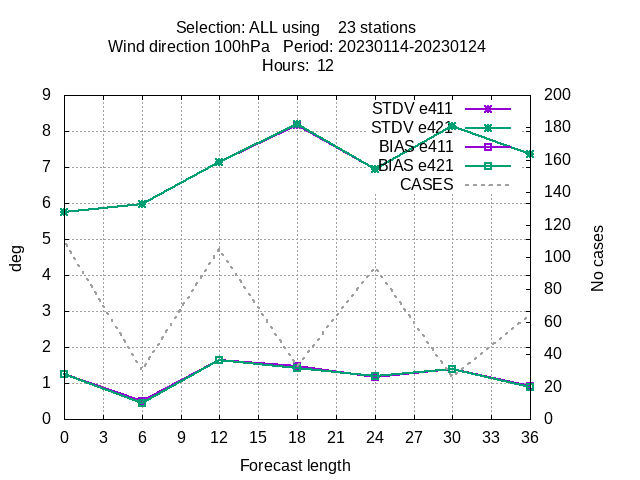 Selection: ALL using    23 stations
Wind direction 100hPa   Period: 20230114-20230124
Hours:  12
STDV e411
STDV e421
BIAS e411
BIAS e421
CASES
deg
No cases
9
8
7
6
5
4
3
2
1
0
200
180
160
140
120
100
80
60
40
20
0
0 3 6 9 12 15 18 21 24 27 30 33 36
Forecast length